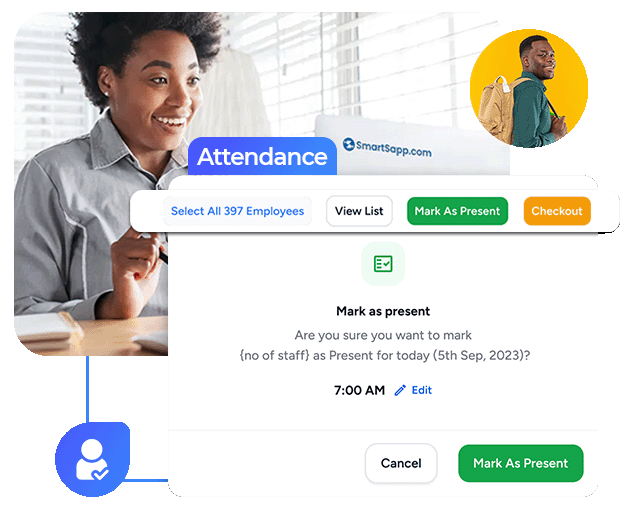 SmartSapp.com
Attendance
Select All 397 Employees
View List
Mark As Present
Checkout
Mark as present
Are you sure you want to mark
{no of staff} as Present for today (5th Sep, 2023)?
7:00 AM
Edit
Cancel
Mark As Present